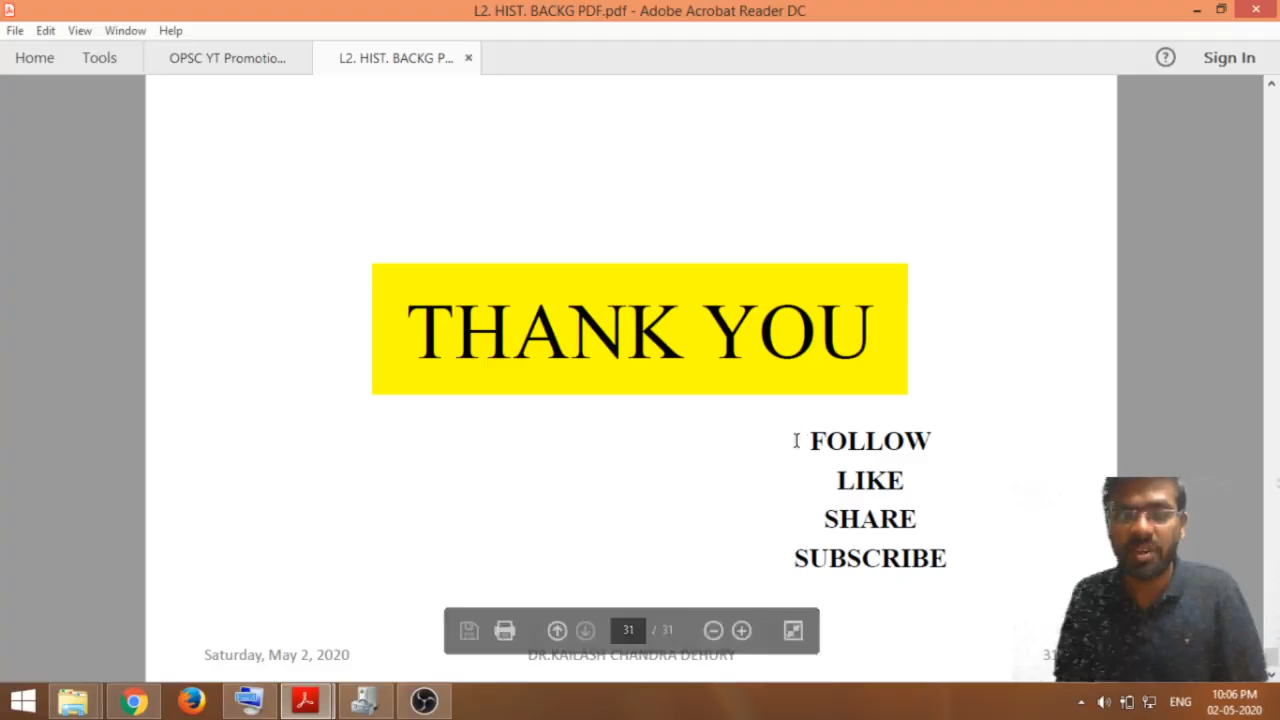 L2. HIST. BACKG PDF.pdf - Adobe Acrobat Reader DC
File Edit View Window Help
Home Tools OPSC YT Promotio... L2. HIST. BACKG P... × ? Sign In
THANK YOU
FOLLOW
LIKE
SHARE
SUBSCRIBE
31 / 31
Saturday, May 2, 2020 DR.KAILASH CHANDRA DEHURY 31
ENG 10:06 PM
02-05-2020